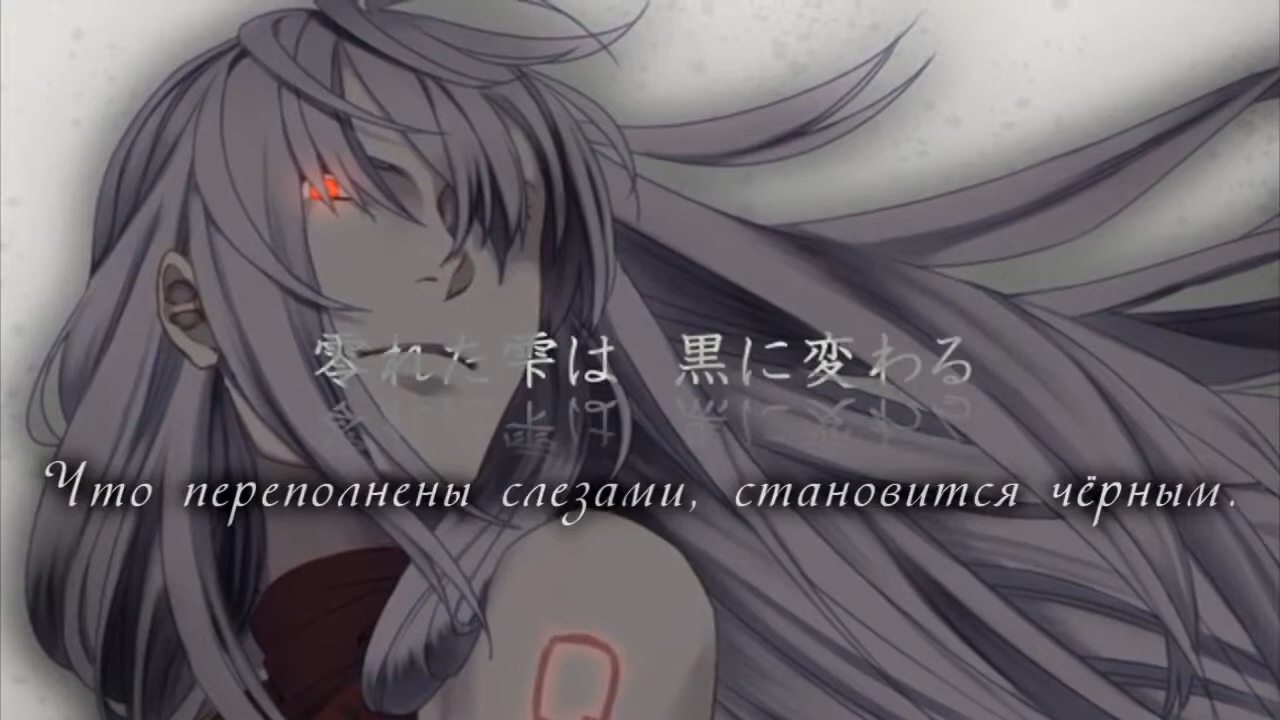 零れた雫は 黒に変わる
Что переполнены слезами, становится чёрным.